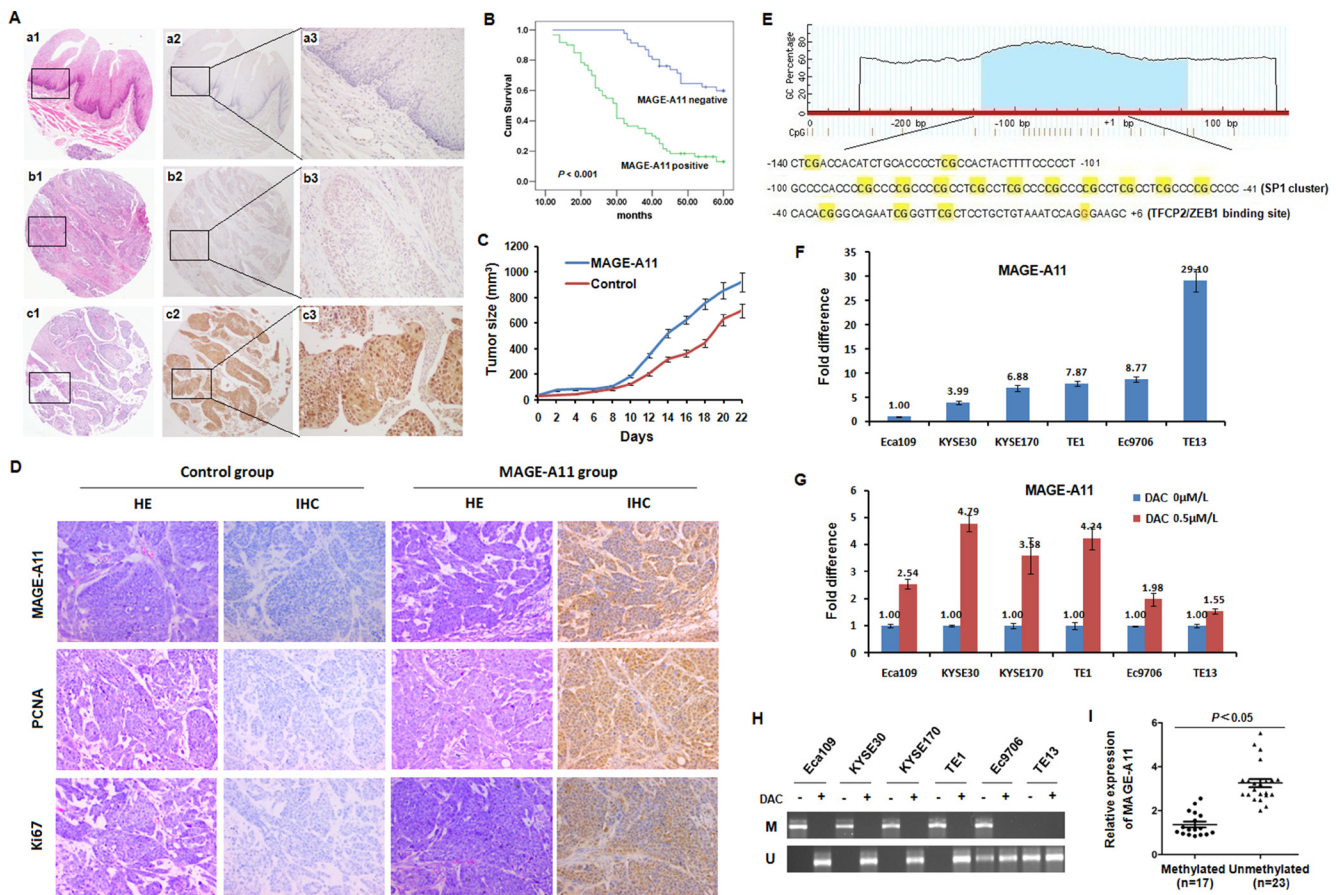 A
a1
a2
a3
b1
b2
b3
c1
c2
c3
B
Cum Survival
1.0
0.8
0.6
0.4
0.2
0.0
MAGE-A11 negative
MAGE-A11 positive
P < 0.001
10.00 20.00 30.00 40.00 50.00 60.00
months
C
Tumor size (mm³)
1200
1000
800
600
400
200
0
MAGE-A11
Control
0 2 4 6 8 10 12 14 16 18 20 22
Days
D
Control group
MAGE-A11 group
HE
IHC
HE
IHC
MAGE-A11
PCNA
Ki67
E
GC Percentage
80
60
40
20
0
-200 bp
-100 bp
+1 bp
100 bp
CpG
-140 CTCGACCACATCTGCACCCCTCGCCACTACTTTTCCCCCT -101
-100 GCCCCACCCCGCCCCGCCCCGCCTCGCCTCGCCCCGCCCCGCCTCGCCTCGCCCCGCCCC -41 (SP1 cluster)
-40 CACACGGGCAGAATCGGGTTCGCTCCTGCTGTAAATCCAGGGAAGC +6 (TFCP2/ZEB1 binding site)
F
MAGE-A11
Fold difference
35
30
25
20
15
10
5
0
1.00
3.99
6.88
7.87
8.77
29.10
Eca109 KYSE30 KYSE170 TE1 Ec9706 TE13
G
MAGE-A11
DAC 0μM/L
DAC 0.5μM/L
Fold difference
6
5
4
3
2
1
0
1.00 2.54 1.00 4.79 1.00 3.58 1.00 4.24 1.00 1.98 1.00 1.55
Eca109 KYSE30 KYSE170 TE1 Ec9706 TE13
H
Eca109 KYSE30 KYSE170 TE1 Ec9706 TE13
DAC - + - + - + - + - + - +
M
U
I
P<0.05
Relative expression
of MAGE-A11
6
4
2
0
Methylated Unmethylated
(n=17) (n=23)